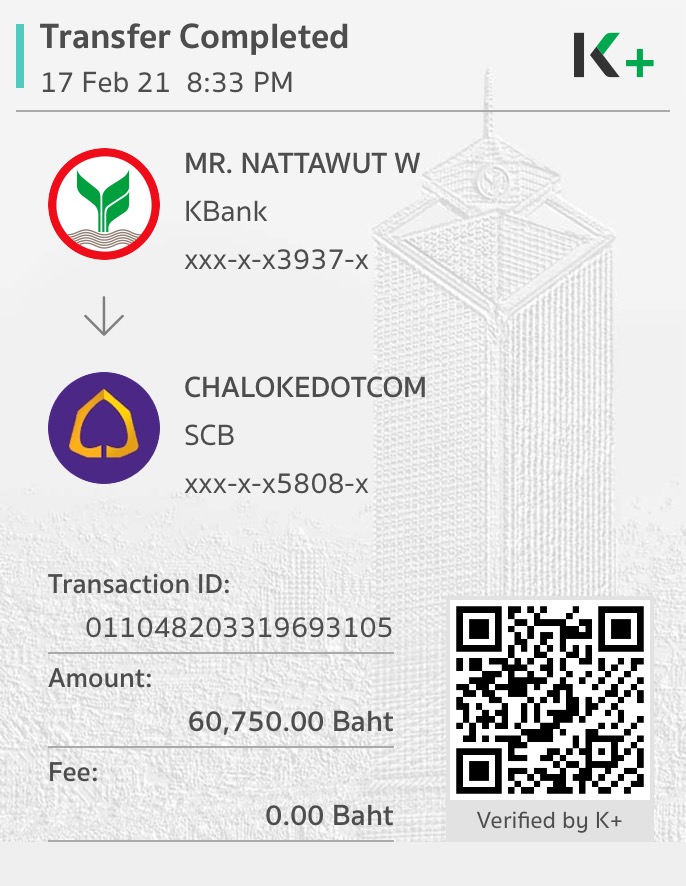 Transfer Completed
17 Feb 21 8:33 PM
K+
MR. NATTAWUT W
KBank
xxx-x-x3937-x
CHALOKEDOTCOM
SCB
xxx-x-x5808-x
Transaction ID:
011048203319693105
Amount:
60,750.00 Baht
Fee:
0.00 Baht
Verified by K+